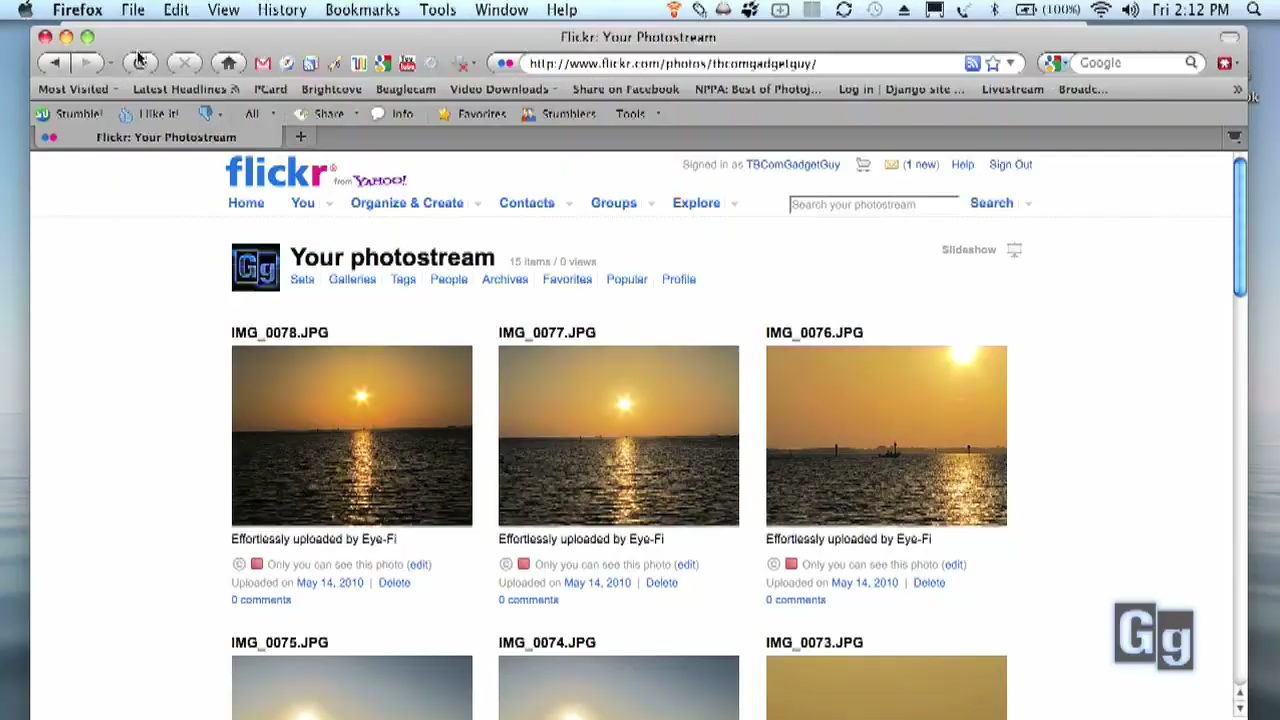 Firefox File Edit View History Bookmarks Tools Window Help (100%) Fri 2:12 PM
Flickr: Your Photostream
http://www.flickr.com/photos/tbcomgadgetguy/ Google
Most Visited Latest Headlines PCard Brightcove Beaglecam Video Downloads Share on Facebook NPPA: Best of Photoj... Log in | Django site ... Livestream - Broadc... »
Stumble! I like it! All Share Info Favorites Stumblers Tools
Flickr: Your Photostream +
flickr from YAHOO! Signed in as TBComGadgetGuy (1 new) Help Sign Out
Home You Organize & Create Contacts Groups Explore Search your photostream Search
Your photostream 15 items / 0 views Slideshow
Gg
Sets Galleries Tags People Archives Favorites Popular Profile
IMG_0078.JPG IMG_0077.JPG IMG_0076.JPG
Effortlessly uploaded by Eye-Fi Effortlessly uploaded by Eye-Fi Effortlessly uploaded by Eye-Fi
© Only you can see this photo (edit) © Only you can see this photo (edit) © Only you can see this photo (edit)
Uploaded on May 14, 2010 | Delete Uploaded on May 14, 2010 | Delete Uploaded on May 14, 2010 | Delete
0 comments 0 comments 0 comments
Gg
IMG_0075.JPG IMG_0074.JPG IMG_0073.JPG